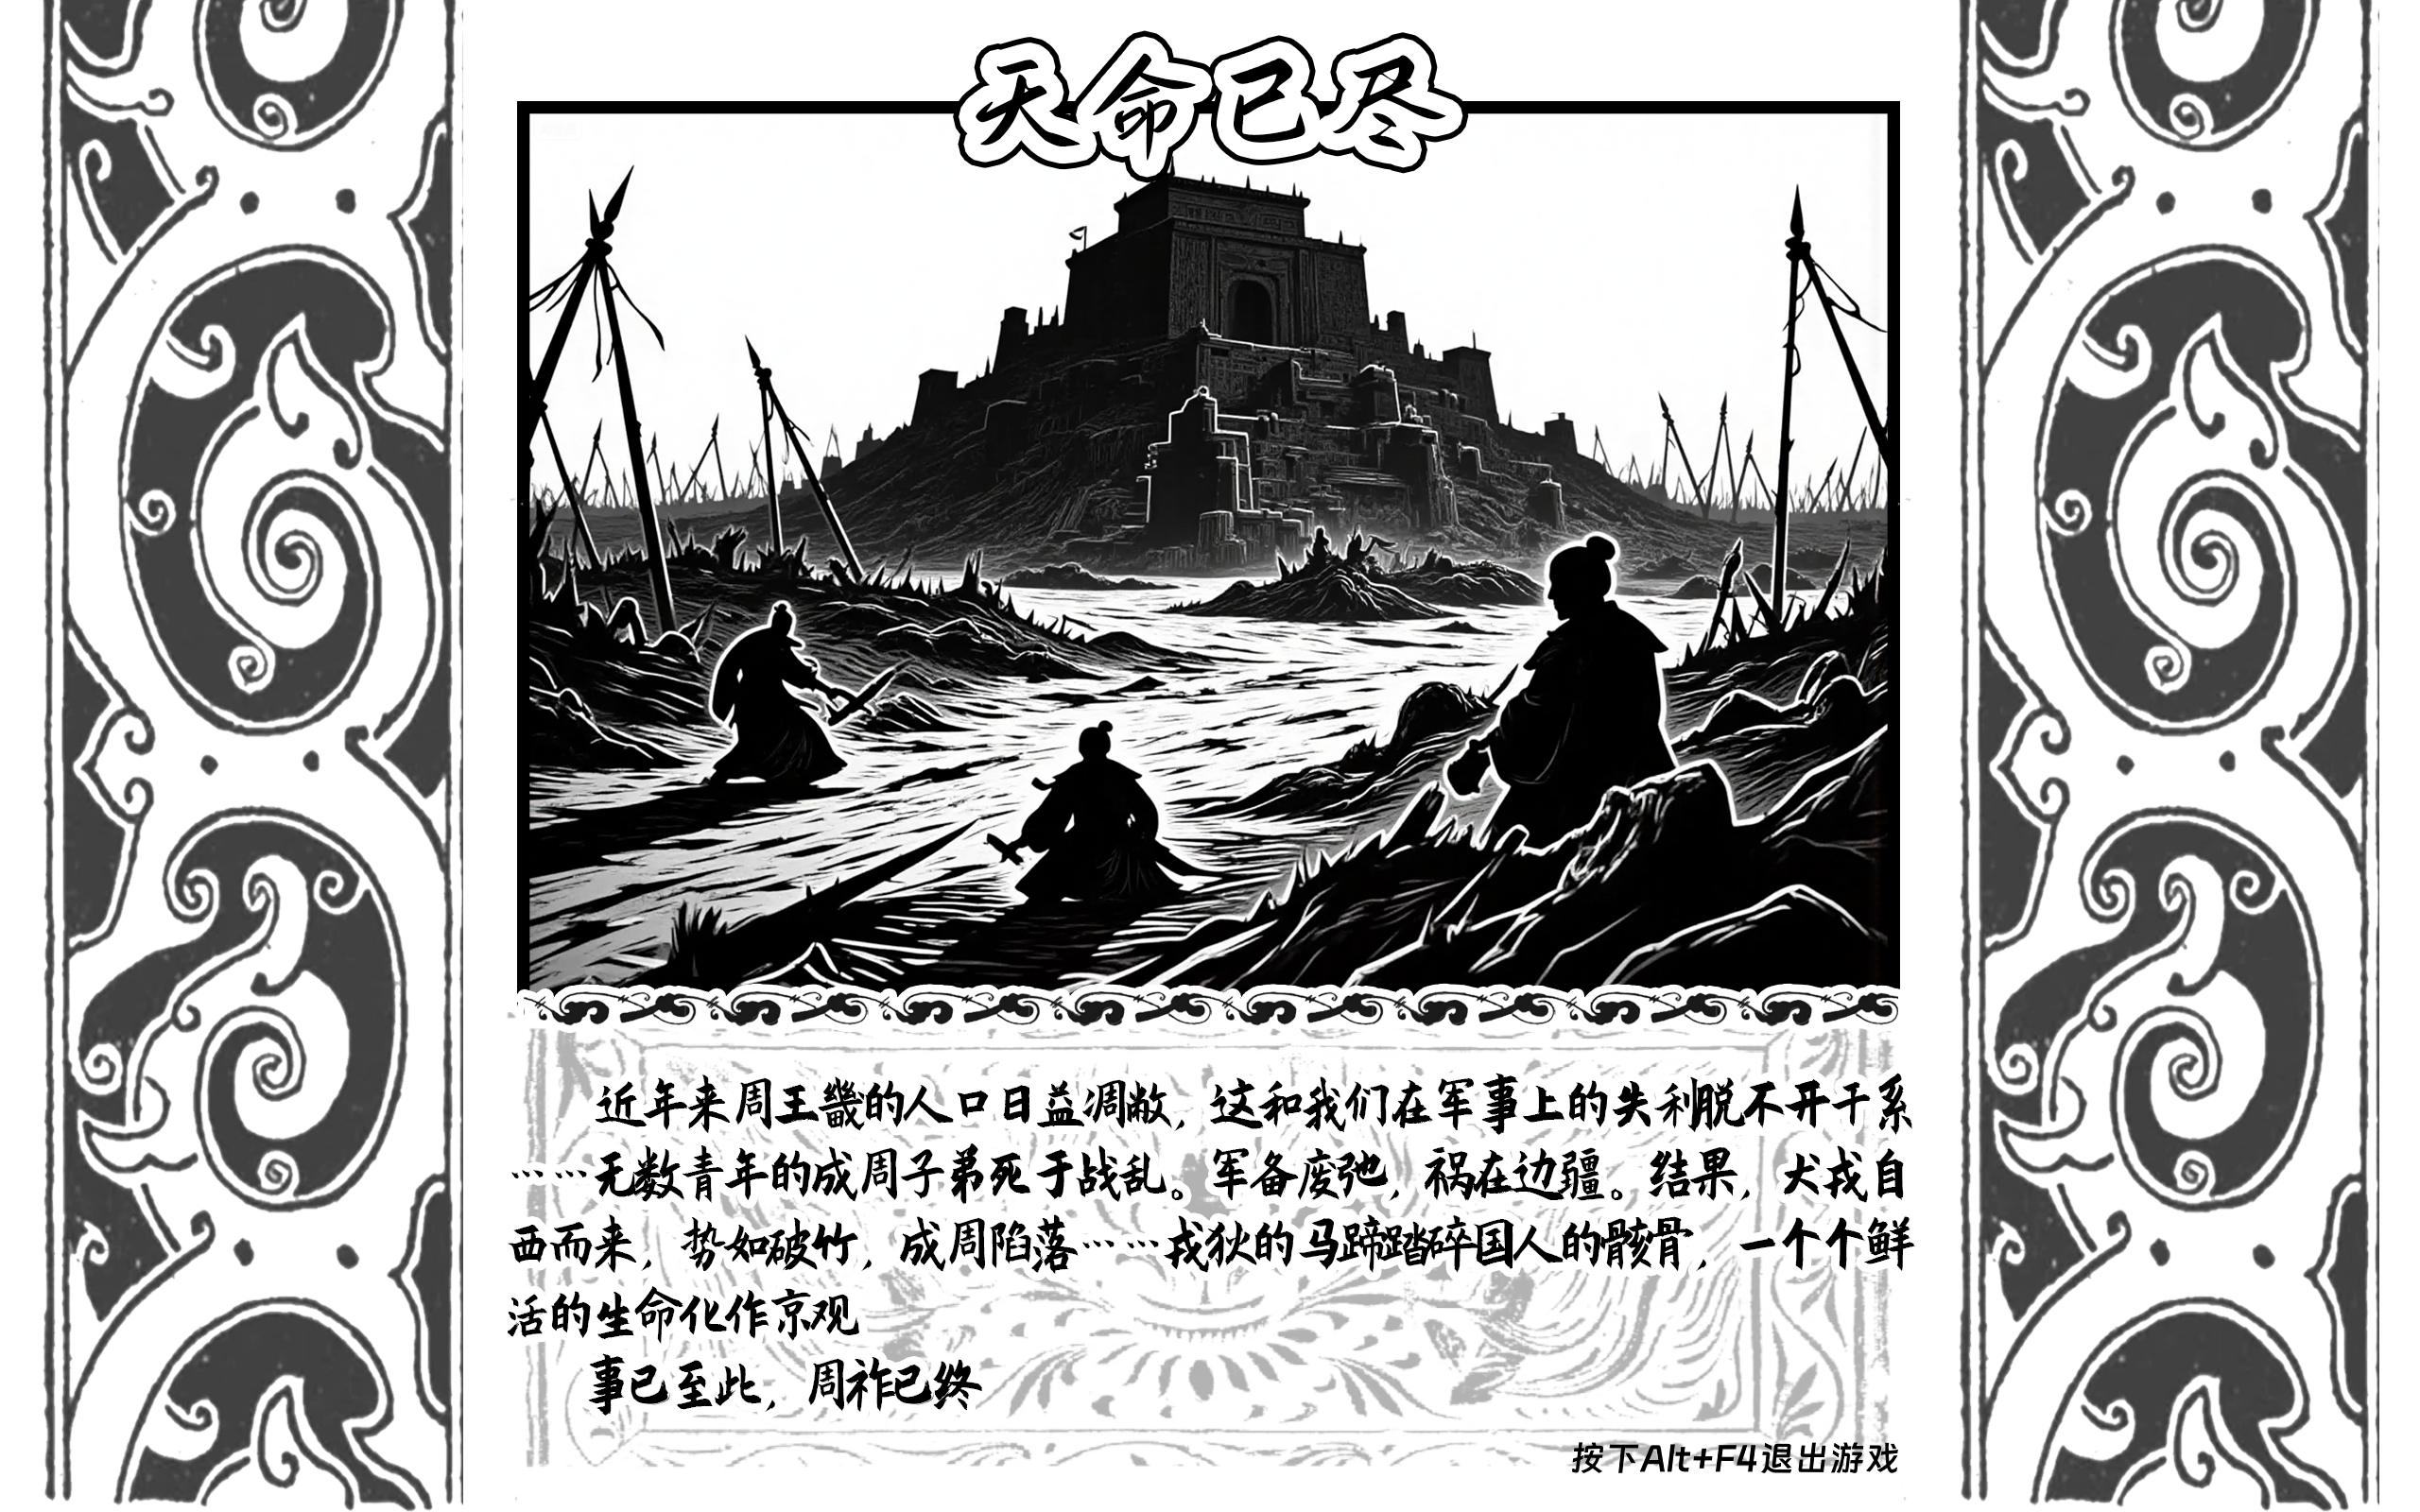 天命已尽
近年来周王畿的人口日益凋敝，这和我们在军事上的失利脱不开干系
……无数青年的成周子弟死于战乱。军备废弛，祸在边疆。结果，犬戎自
西而来，势如破竹，成周陷落……戎狄的马蹄踏碎国人的骸骨，一个个鲜
活的生命化作京观
事已至此，周祚已终
按下Alt+F4退出游戏